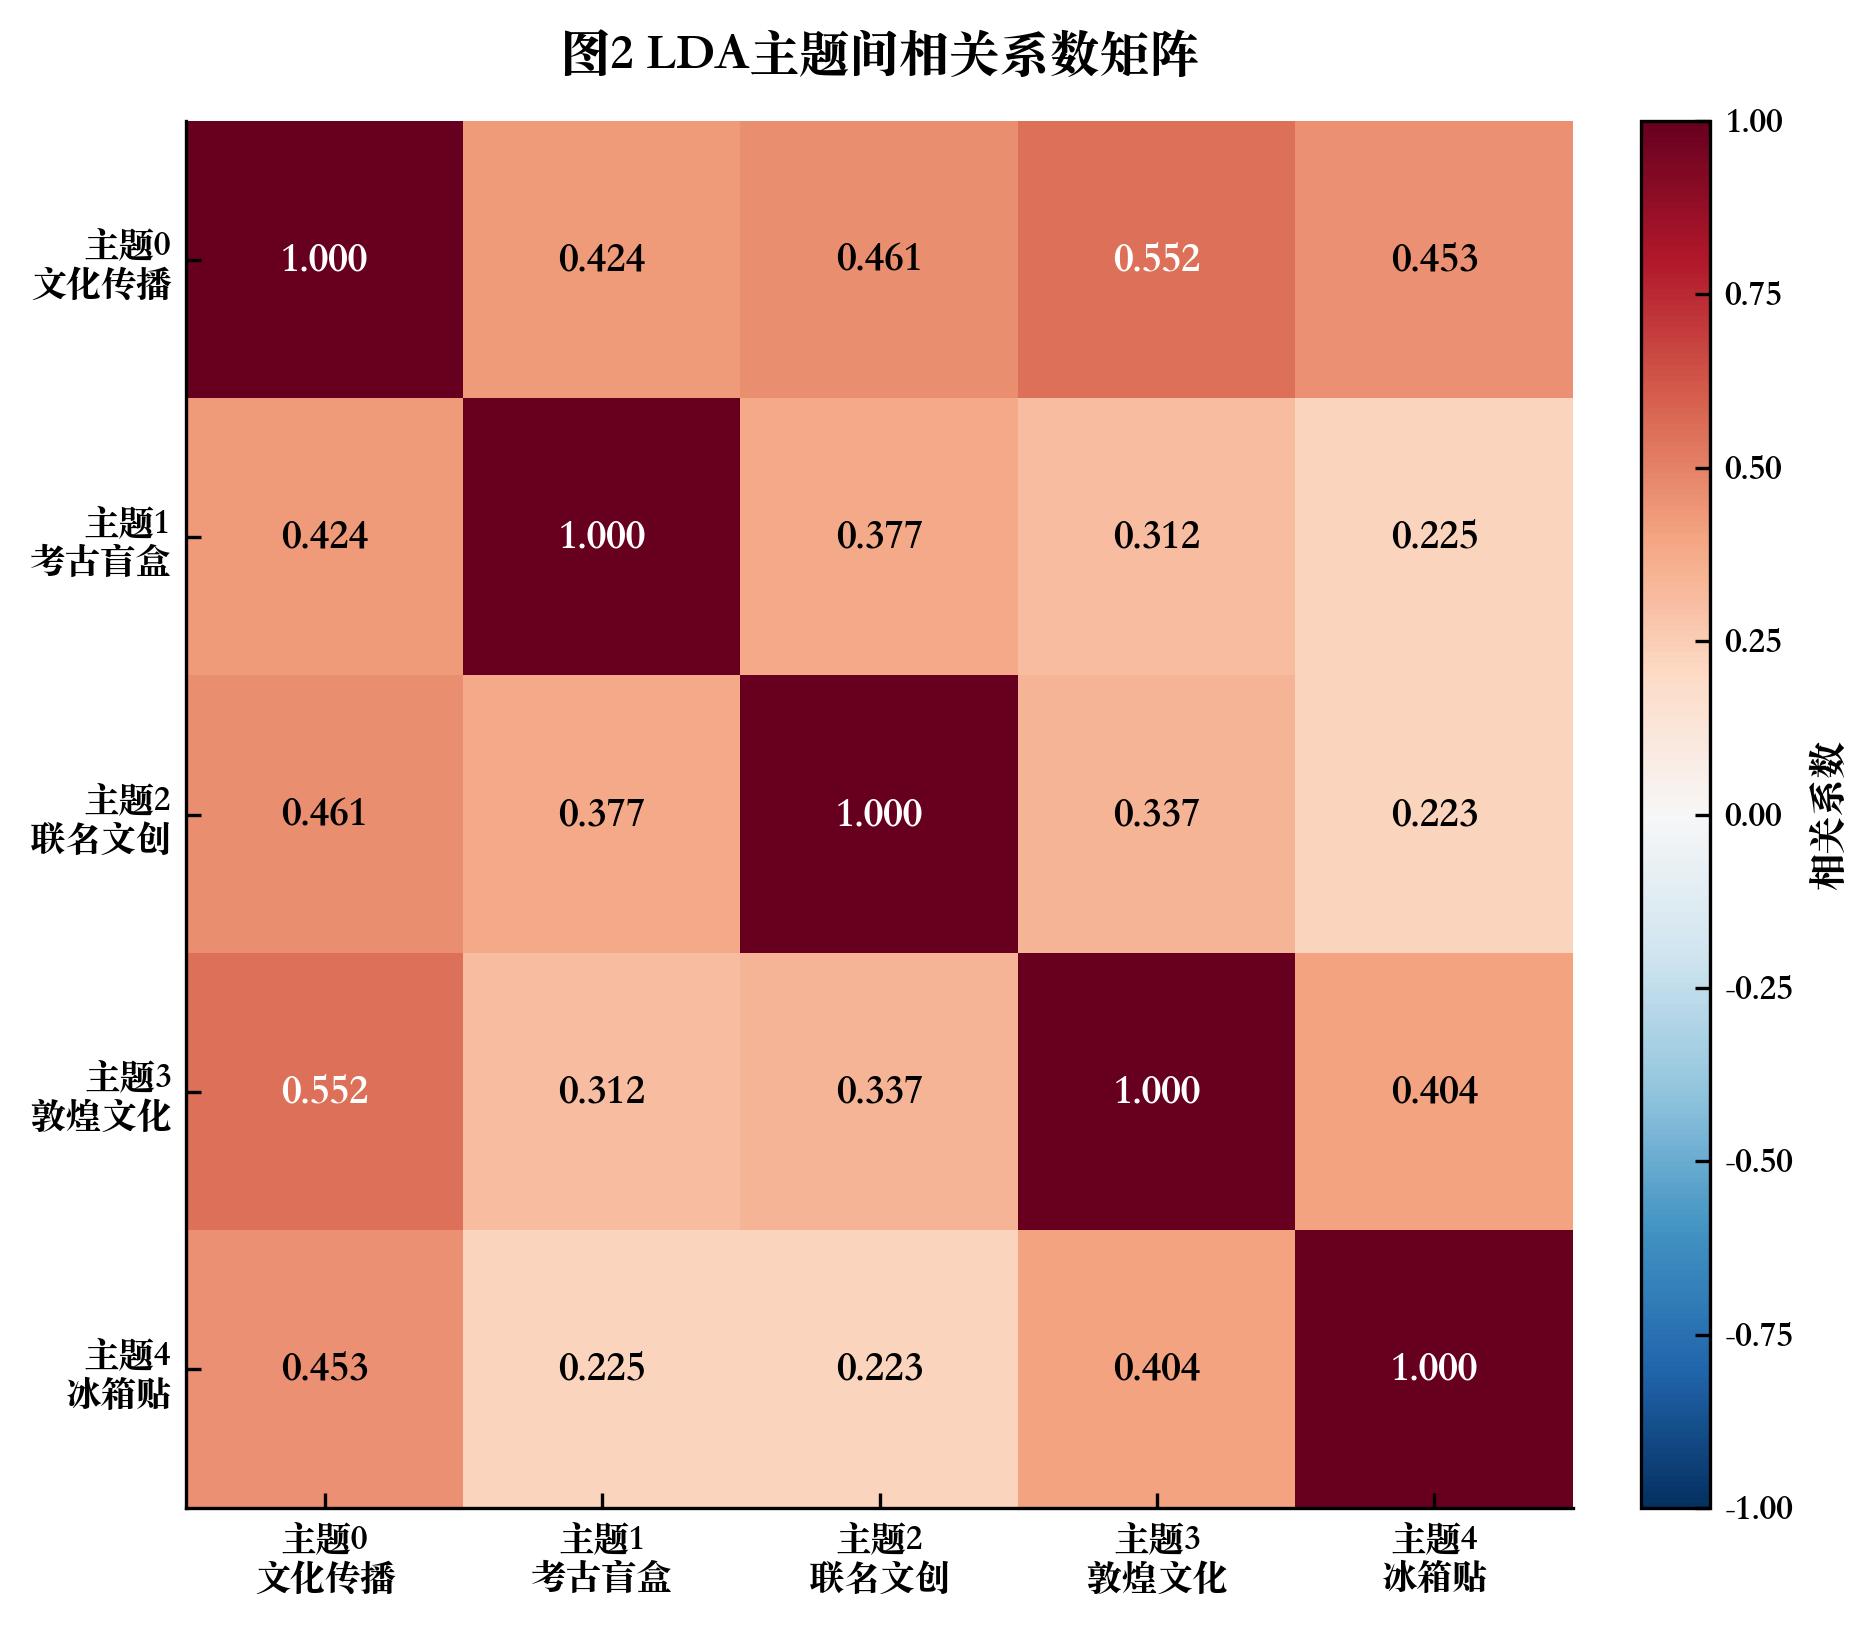 图2 LDA主题间相关系数矩阵
主题0
文化传播
1.000 0.424 0.461 0.552 0.453
主题1
考古盲盒
0.424 1.000 0.377 0.312 0.225
主题2
联名文创
0.461 0.377 1.000 0.337 0.223
主题3
敦煌文化
0.552 0.312 0.337 1.000 0.404
主题4
冰箱贴
0.453 0.225 0.223 0.404 1.000
主题0 主题1 主题2 主题3 主题4
文化传播 考古盲盒 联名文创 敦煌文化 冰箱贴
1.00
0.75
0.50
0.25
0.00
-0.25
-0.50
-0.75
-1.00
相关系数